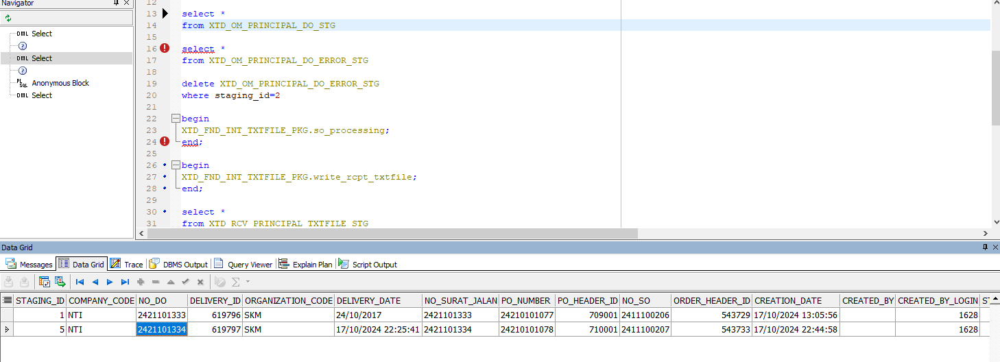 Navigator
DML Select
?
DML Select
?
PL SQL Anonymous Block
DML Select
12
13 select *
14 from XTD_OM_PRINCIPAL_DO_STG
15
16 select *
17 from XTD_OM_PRINCIPAL_DO_ERROR_STG
18
19 delete XTD_OM_PRINCIPAL_DO_ERROR_STG
20 where staging_id=2
21
22 begin
23 XTD_FND_INT_TXTFILE_PKG.so_processing;
24 end;
25
26 begin
27 XTD_FND_INT_TXTFILE_PKG.write_rcpt_txtfile;
28 end;
29
30 select *
31 from XTD_RCV_PRINCIPAL_TXTFILE_STG
Data Grid
Messages Data Grid Trace DBMS Output Query Viewer Explain Plan Script Output
STAGING_ID COMPANY_CODE NO_DO DELIVERY_ID ORGANIZATION_CODE DELIVERY_DATE NO_SURAT_JALAN PO_NUMBER PO_HEADER_ID NO_SO ORDER_HEADER_ID CREATION_DATE CREATED_BY CREATED_BY_LOGIN ST
1 NTI 2421101333 619796 SKM 24/10/2017 2421101333 24210101077 709001 2411100206 543729 17/10/2024 13:05:56 1628
5 NTI 2421101334 619797 SKM 17/10/2024 22:25:41 2421101334 24210101078 710001 2411100207 543733 17/10/2024 22:44:58 1628